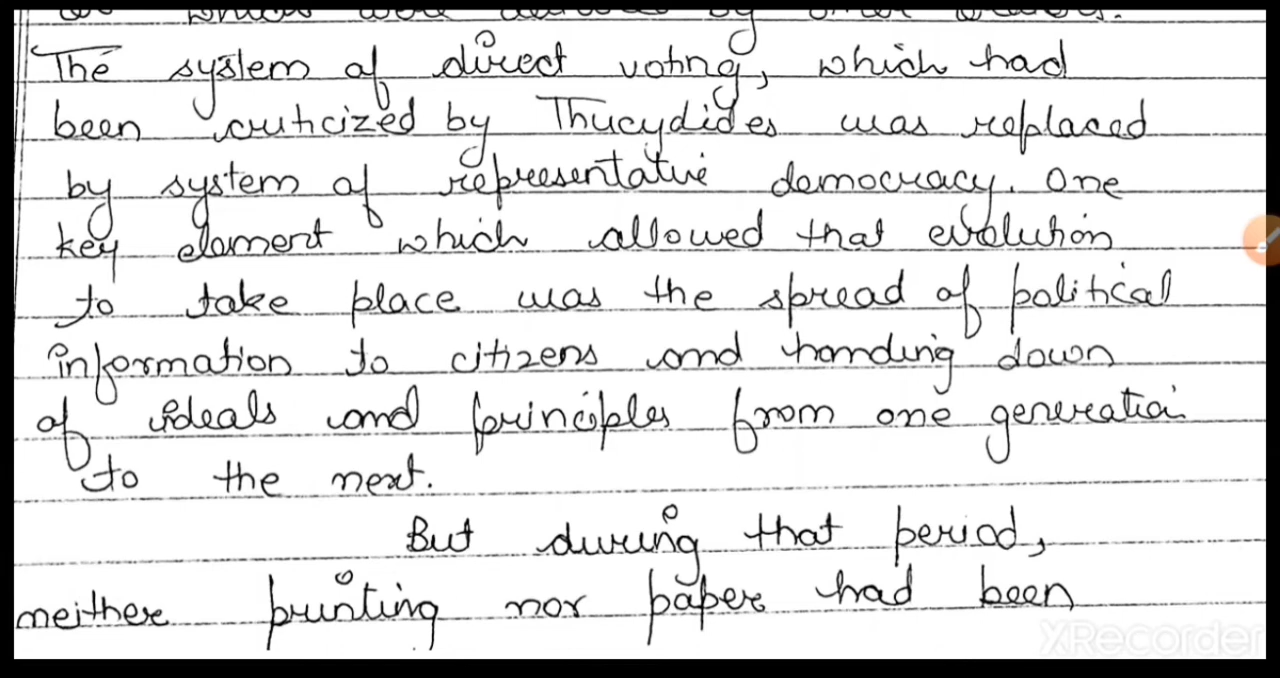 The system of direct voting, which had
been criticized by Thucydides was replaced
by system of representative democracy. One
key element which allowed that evolution
to take place was the spread of political
information to citizens and handing down
of ideals and principles from one generation
to the next.
But during that period,
neither printing nor paper had been
XRecorder